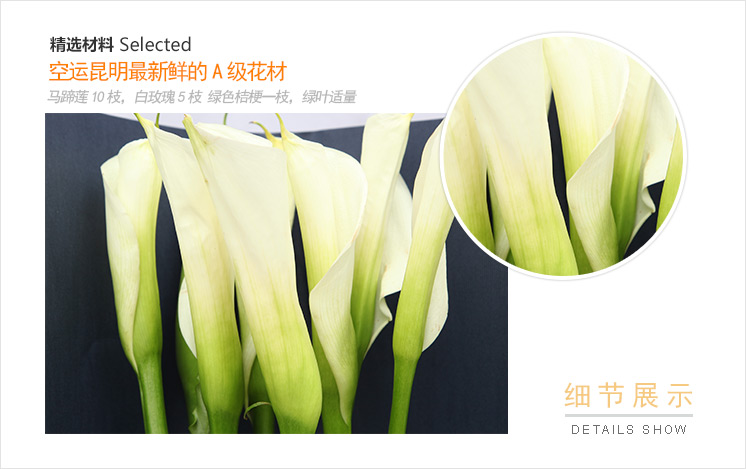 精选材料 Selected
空运昆明最新鲜的 A 级花材
马蹄莲 10 枝，白玫瑰 5 枝 绿色桔梗一枝，绿叶适量
细节展示
DETAILS SHOW